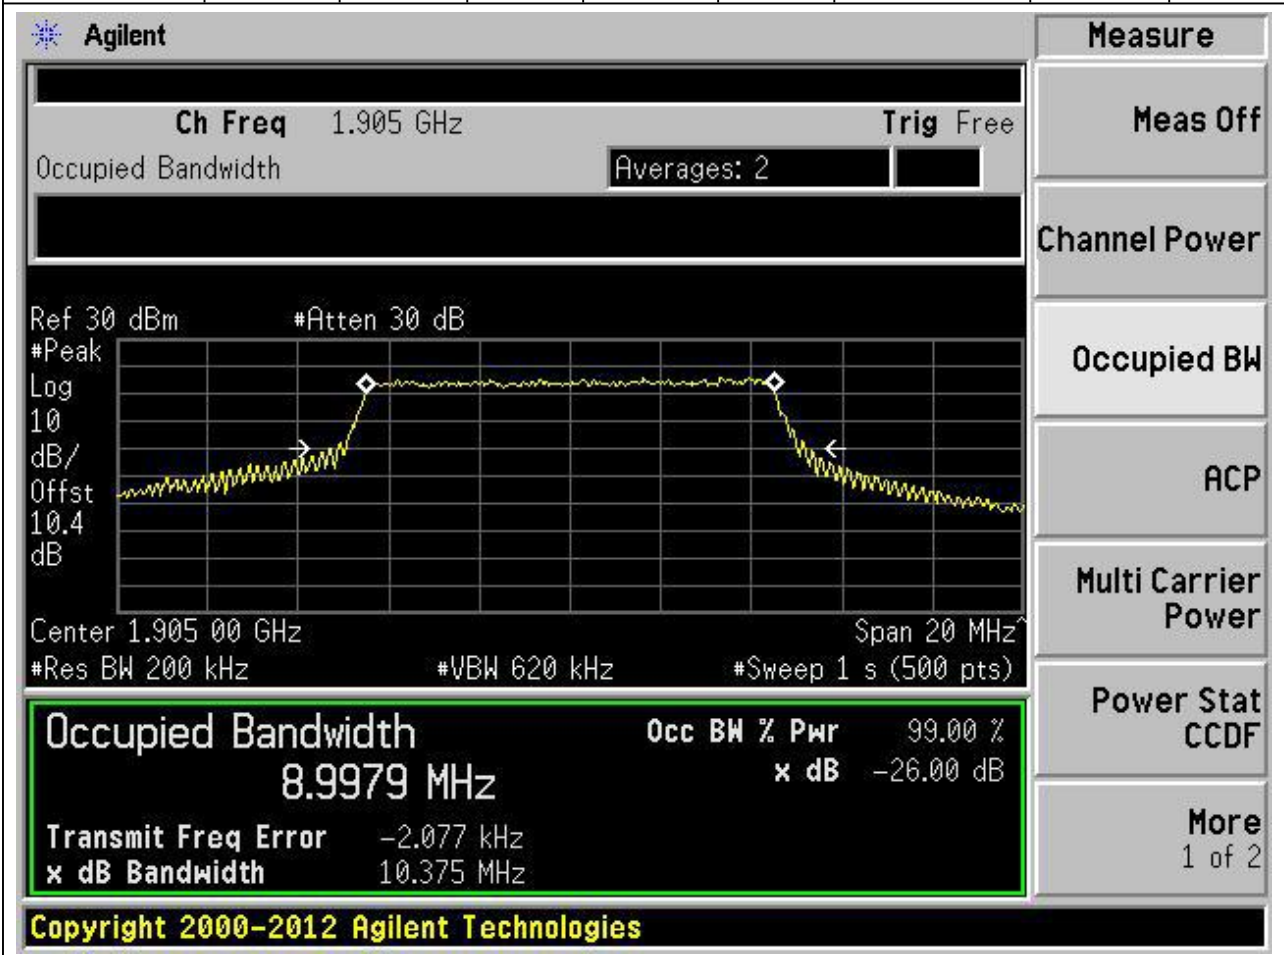 Agilent
Measure
Ch Freq 1.905 GHz Trig Free
Meas Off
Occupied Bandwidth Averages: 2
Channel Power
Ref 30 dBm #Atten 30 dB
#Peak
Occupied BW
Log
10
dB/
ACP
Offst
10.4
dB
Multi Carrier
Power
Center 1.905 00 GHz Span 20 MHz^
#Res BW 200 kHz #VBW 620 kHz #Sweep 1 s (500 pts)
Power Stat
CCDF
Occupied Bandwidth Occ BW % Pwr 99.00 %
8.9979 MHz x dB -26.00 dB
More
1 of 2
Transmit Freq Error -2.077 kHz
x dB Bandwidth 10.375 MHz
Copyright 2000-2012 Agilent Technologies